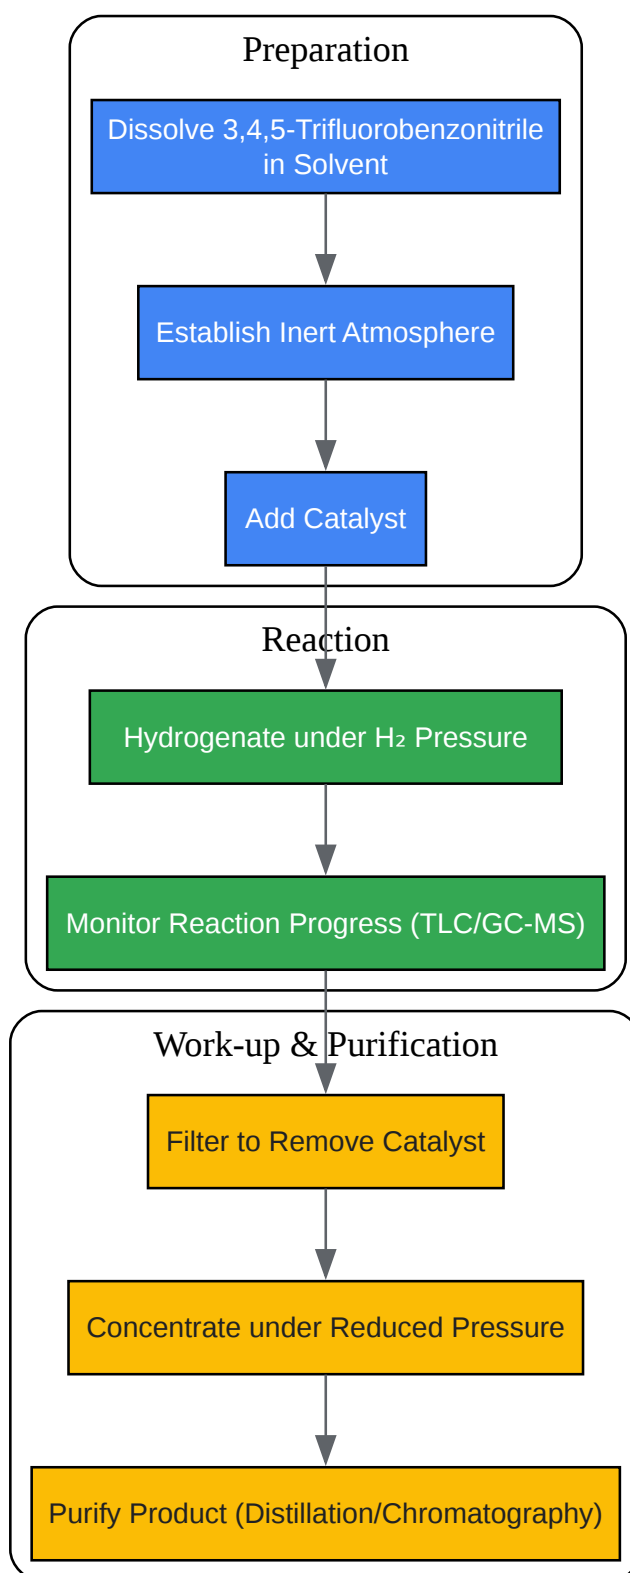 Preparation
Dissolve 3,4,5-Trifluorobenzonitrile
in Solvent
Establish Inert Atmosphere
Add Catalyst
Reaction
Hydrogenate under H₂ Pressure
Monitor Reaction Progress (TLC/GC-MS)
Work-up & Purification
Filter to Remove Catalyst
Concentrate under Reduced Pressure
Purify Product (Distillation/Chromatography)